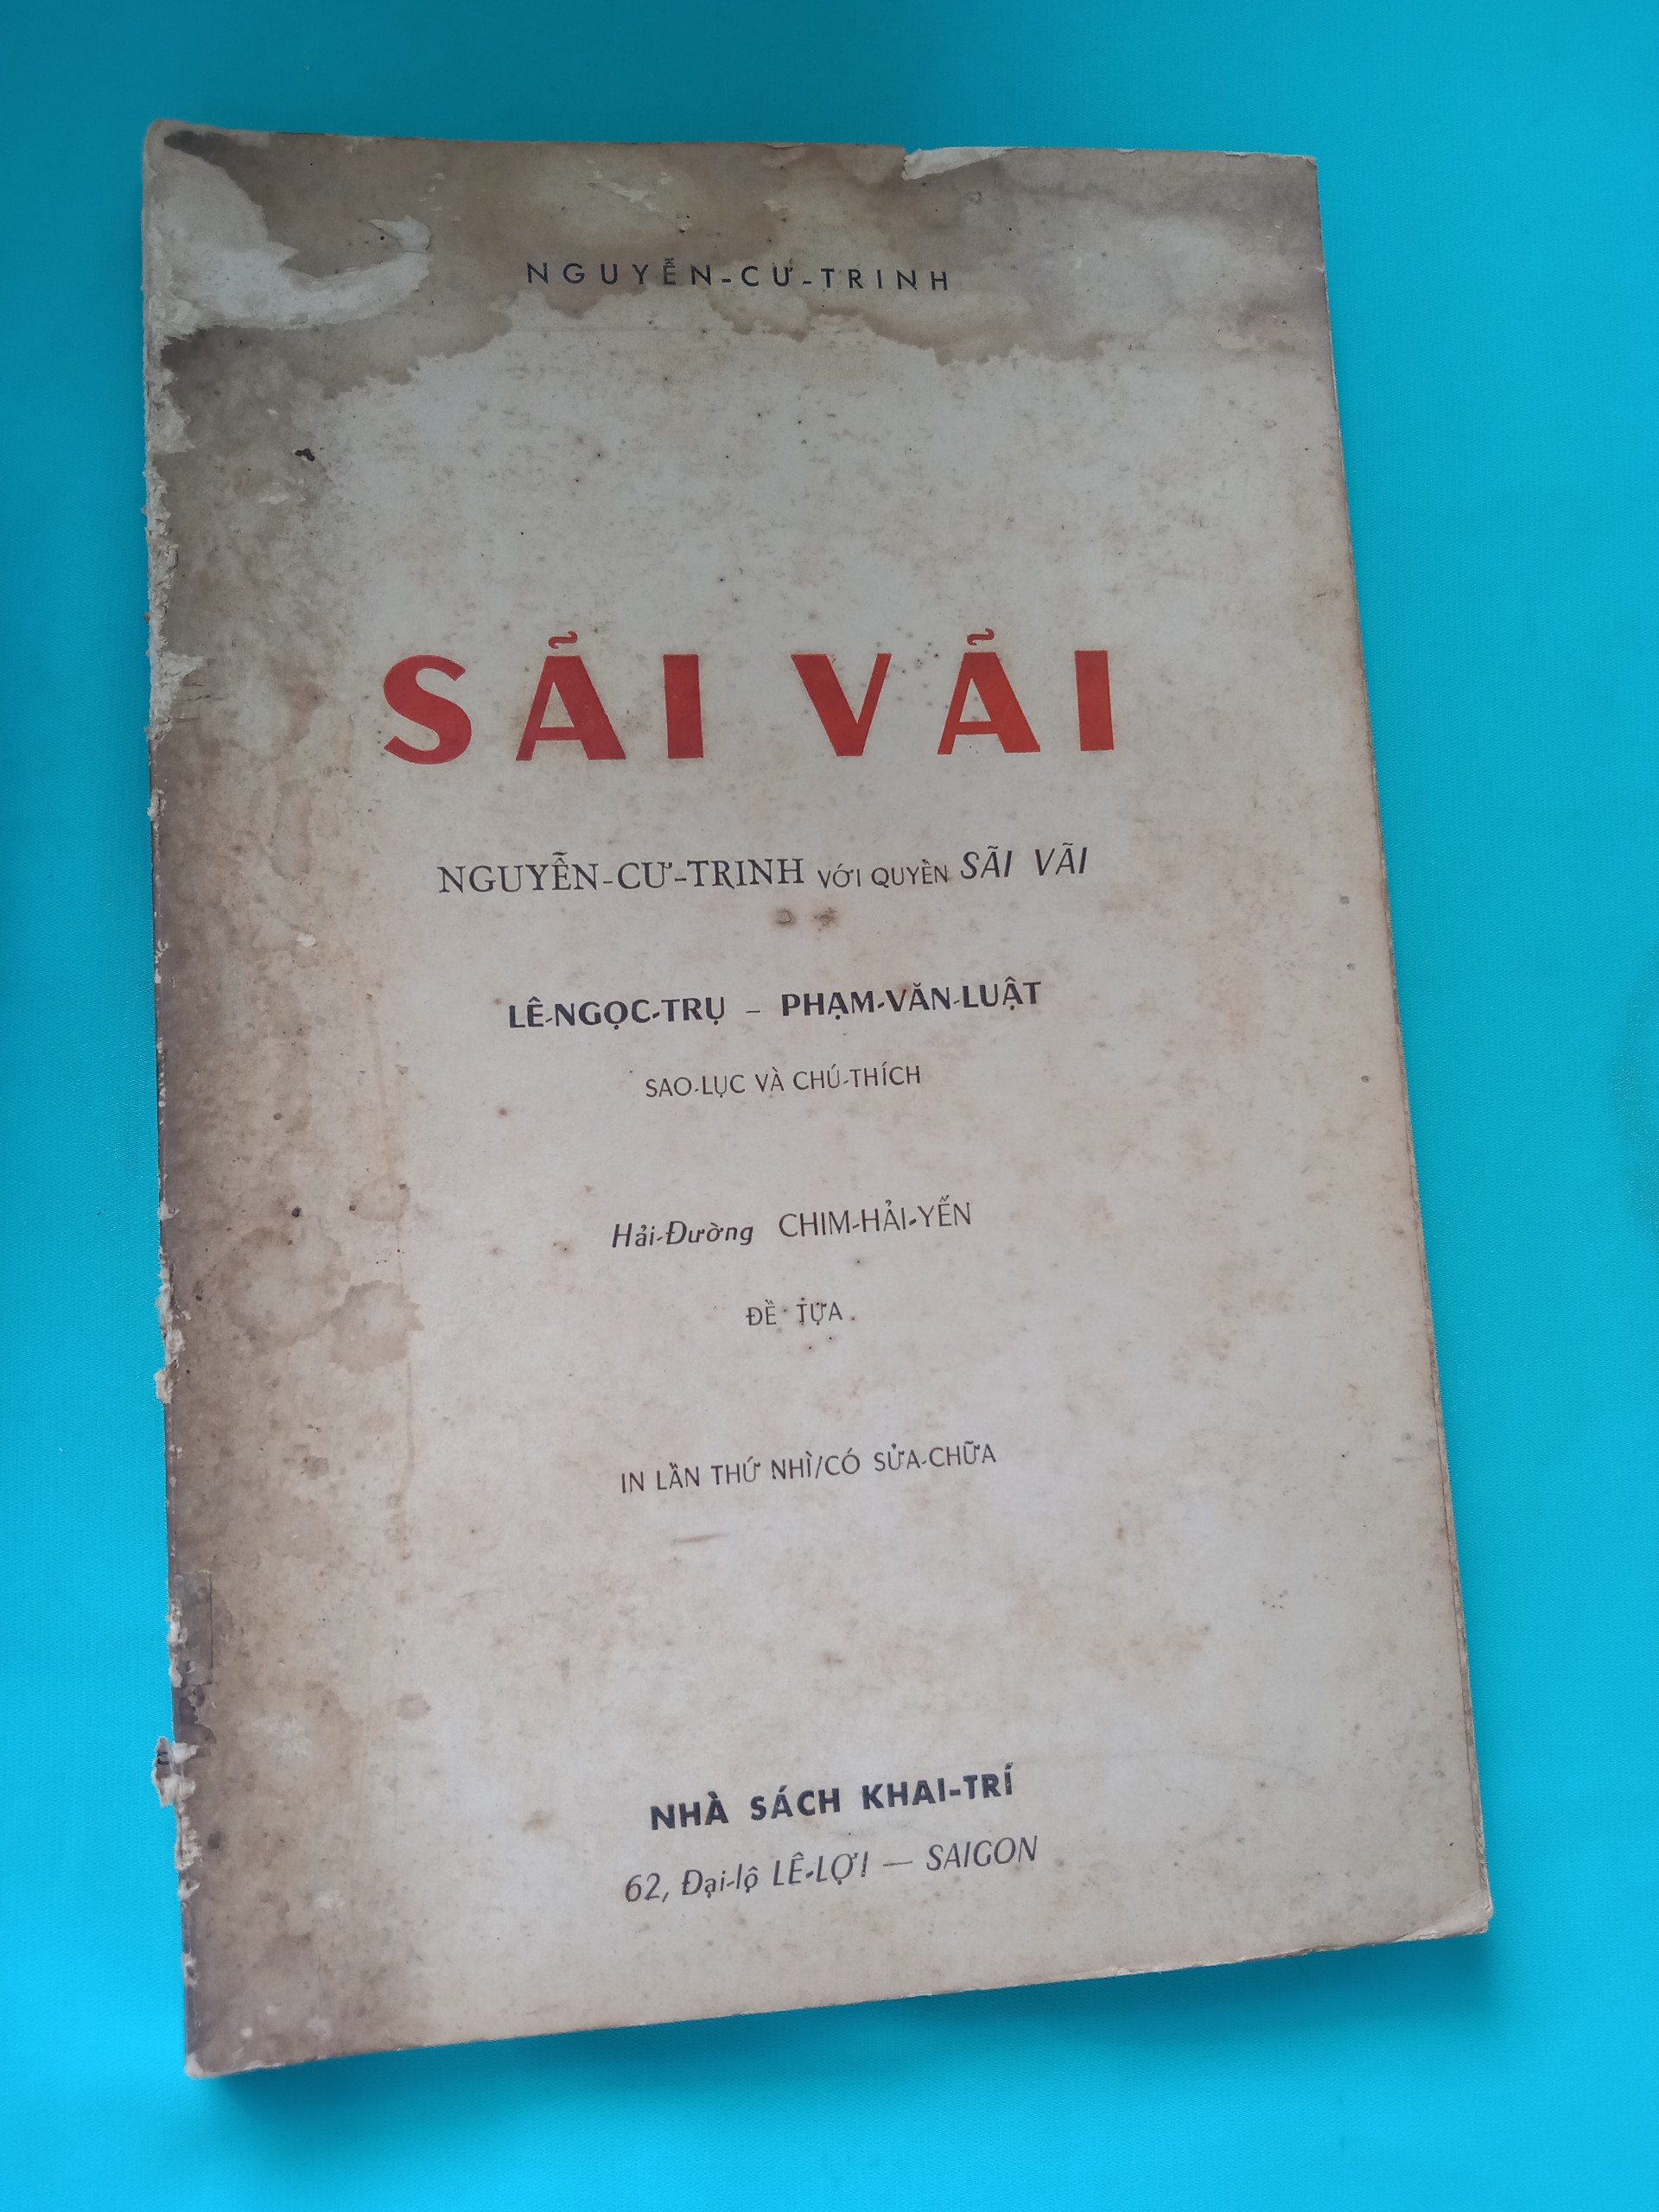 NGUYỄN-CƯ-TRINH
SÃI VÃI
NGUYỄN-CƯ-TRINH VỚI QUYỀN SÃI VÃI
LÊ-NGỌC-TRỤ – PHẠM-VĂN-LUẬT
SAO-LỤC VÀ CHÚ-THÍCH
Hải-Đường CHIM-HẢI-YẾN
ĐỀ TỰA
IN LẦN THỨ NHÌ/CÓ SỬA-CHỮA
NHÀ SÁCH KHAI-TRÍ
62, Đại-lộ LÊ-LỢI — SAIGON